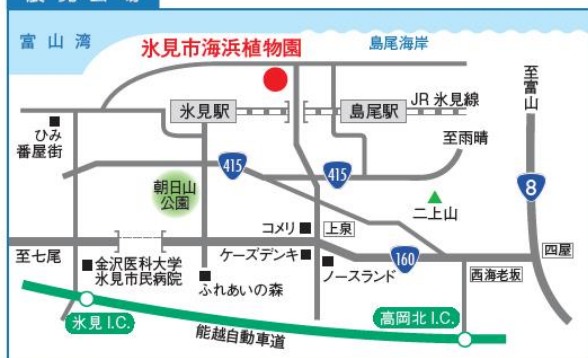 富山湾
氷見市海浜植物園
島尾海岸
至富山
氷見駅
島尾駅
JR 氷見線
ひみ
番屋街
至雨晴
415
415
8
朝日山
公園
二上山
コメリ
上泉
至七尾
ケーズデンキ
160
四屋
金沢医科大学
氷見市民病院
ノースランド
西海老坂
ふれあいの森
氷見 I.C.
高岡北 I.C.
能越自動車道